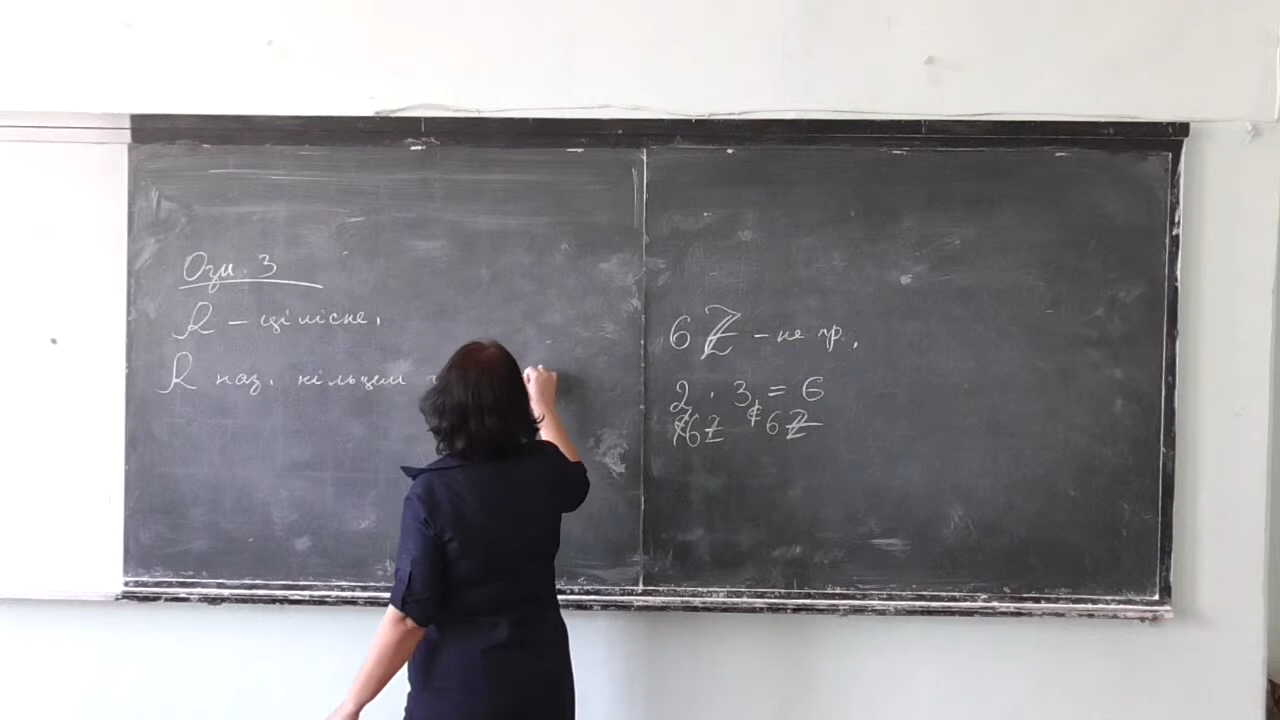 Озн. 3
R – цілісне,
R наз. кільцем
6ℤ – не пр.,
2 · 3 = 6
∉6ℤ ∉6ℤ